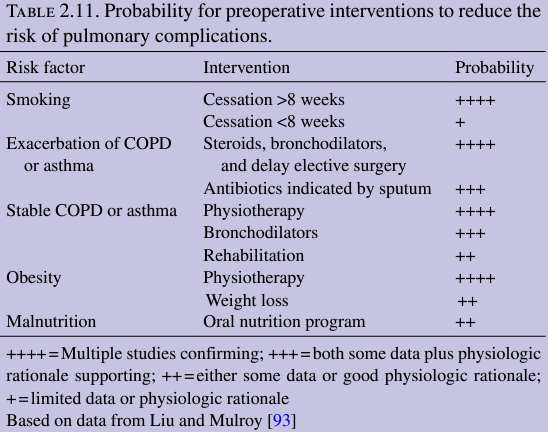 TABLE 2.11. Probability for preoperative interventions to reduce the
risk of pulmonary complications.
Risk factor Intervention Probability
Smoking Cessation >8 weeks ++++
Cessation <8 weeks +
Exacerbation of COPD Steroids, bronchodilators, ++++
or asthma and delay elective surgery
Antibiotics indicated by sputum +++
Stable COPD or asthma Physiotherapy ++++
Bronchodilators +++
Rehabilitation ++
Obesity Physiotherapy ++++
Weight loss ++
Malnutrition Oral nutrition program ++
++++ = Multiple studies confirming; +++ = both some data plus physiologic
rationale supporting; ++ = either some data or good physiologic rationale;
+ = limited data or physiologic rationale
Based on data from Liu and Mulroy [93]